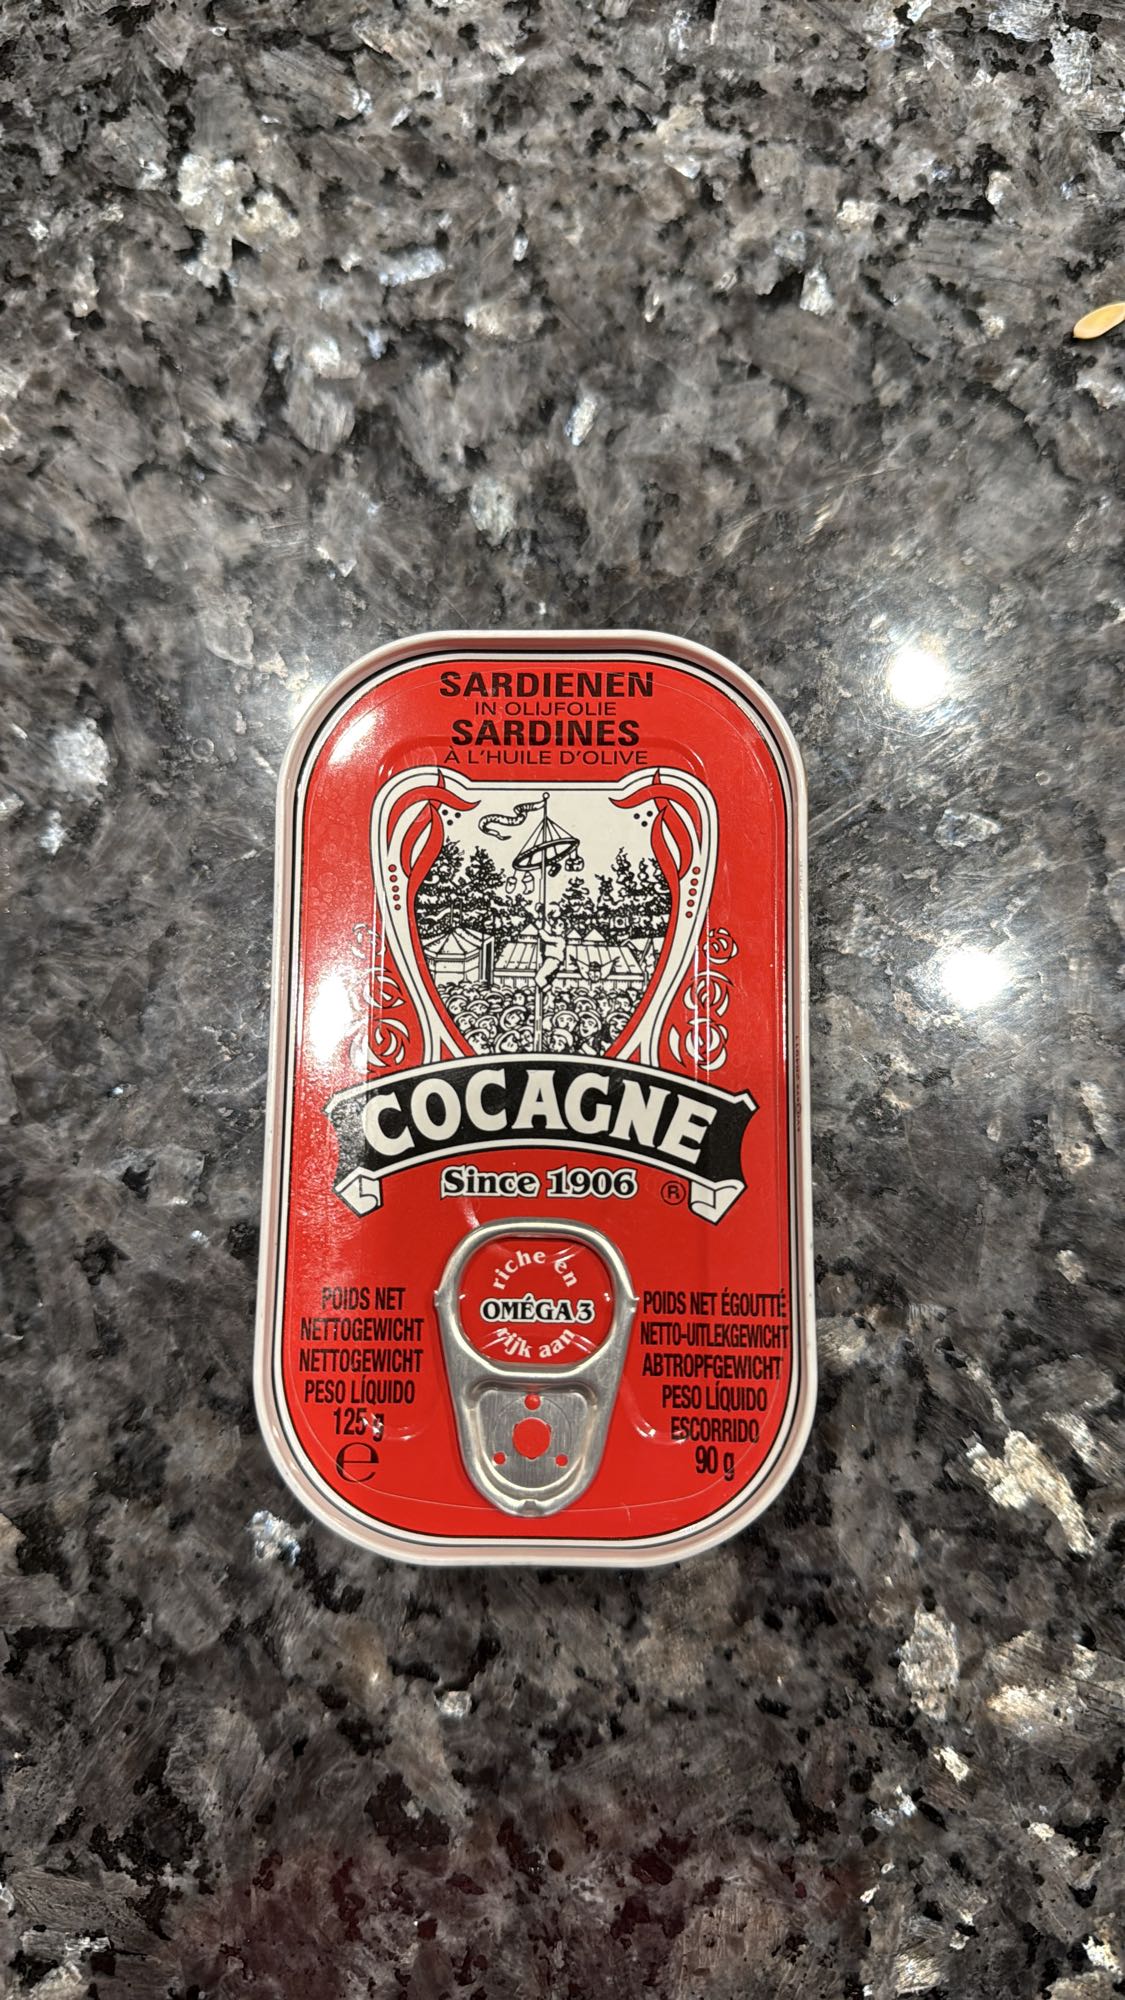 SARDIENEN
IN OLIJFOLIE
SARDINES
À L'HUILE D'OLIVE
COCAGNE
Since 1906 ®
riche en
OMÉGA 3
rijk aan
POIDS NET
NETTOGEWICHT
NETTOGEWICHT
PESO LÍQUIDO
125 g
e
POIDS NET ÉGOUTTÉ
NETTO-UITLEKGEWICHT
ABTROPFGEWICHT
PESO LÍQUIDO
ESCORRIDO
90 g